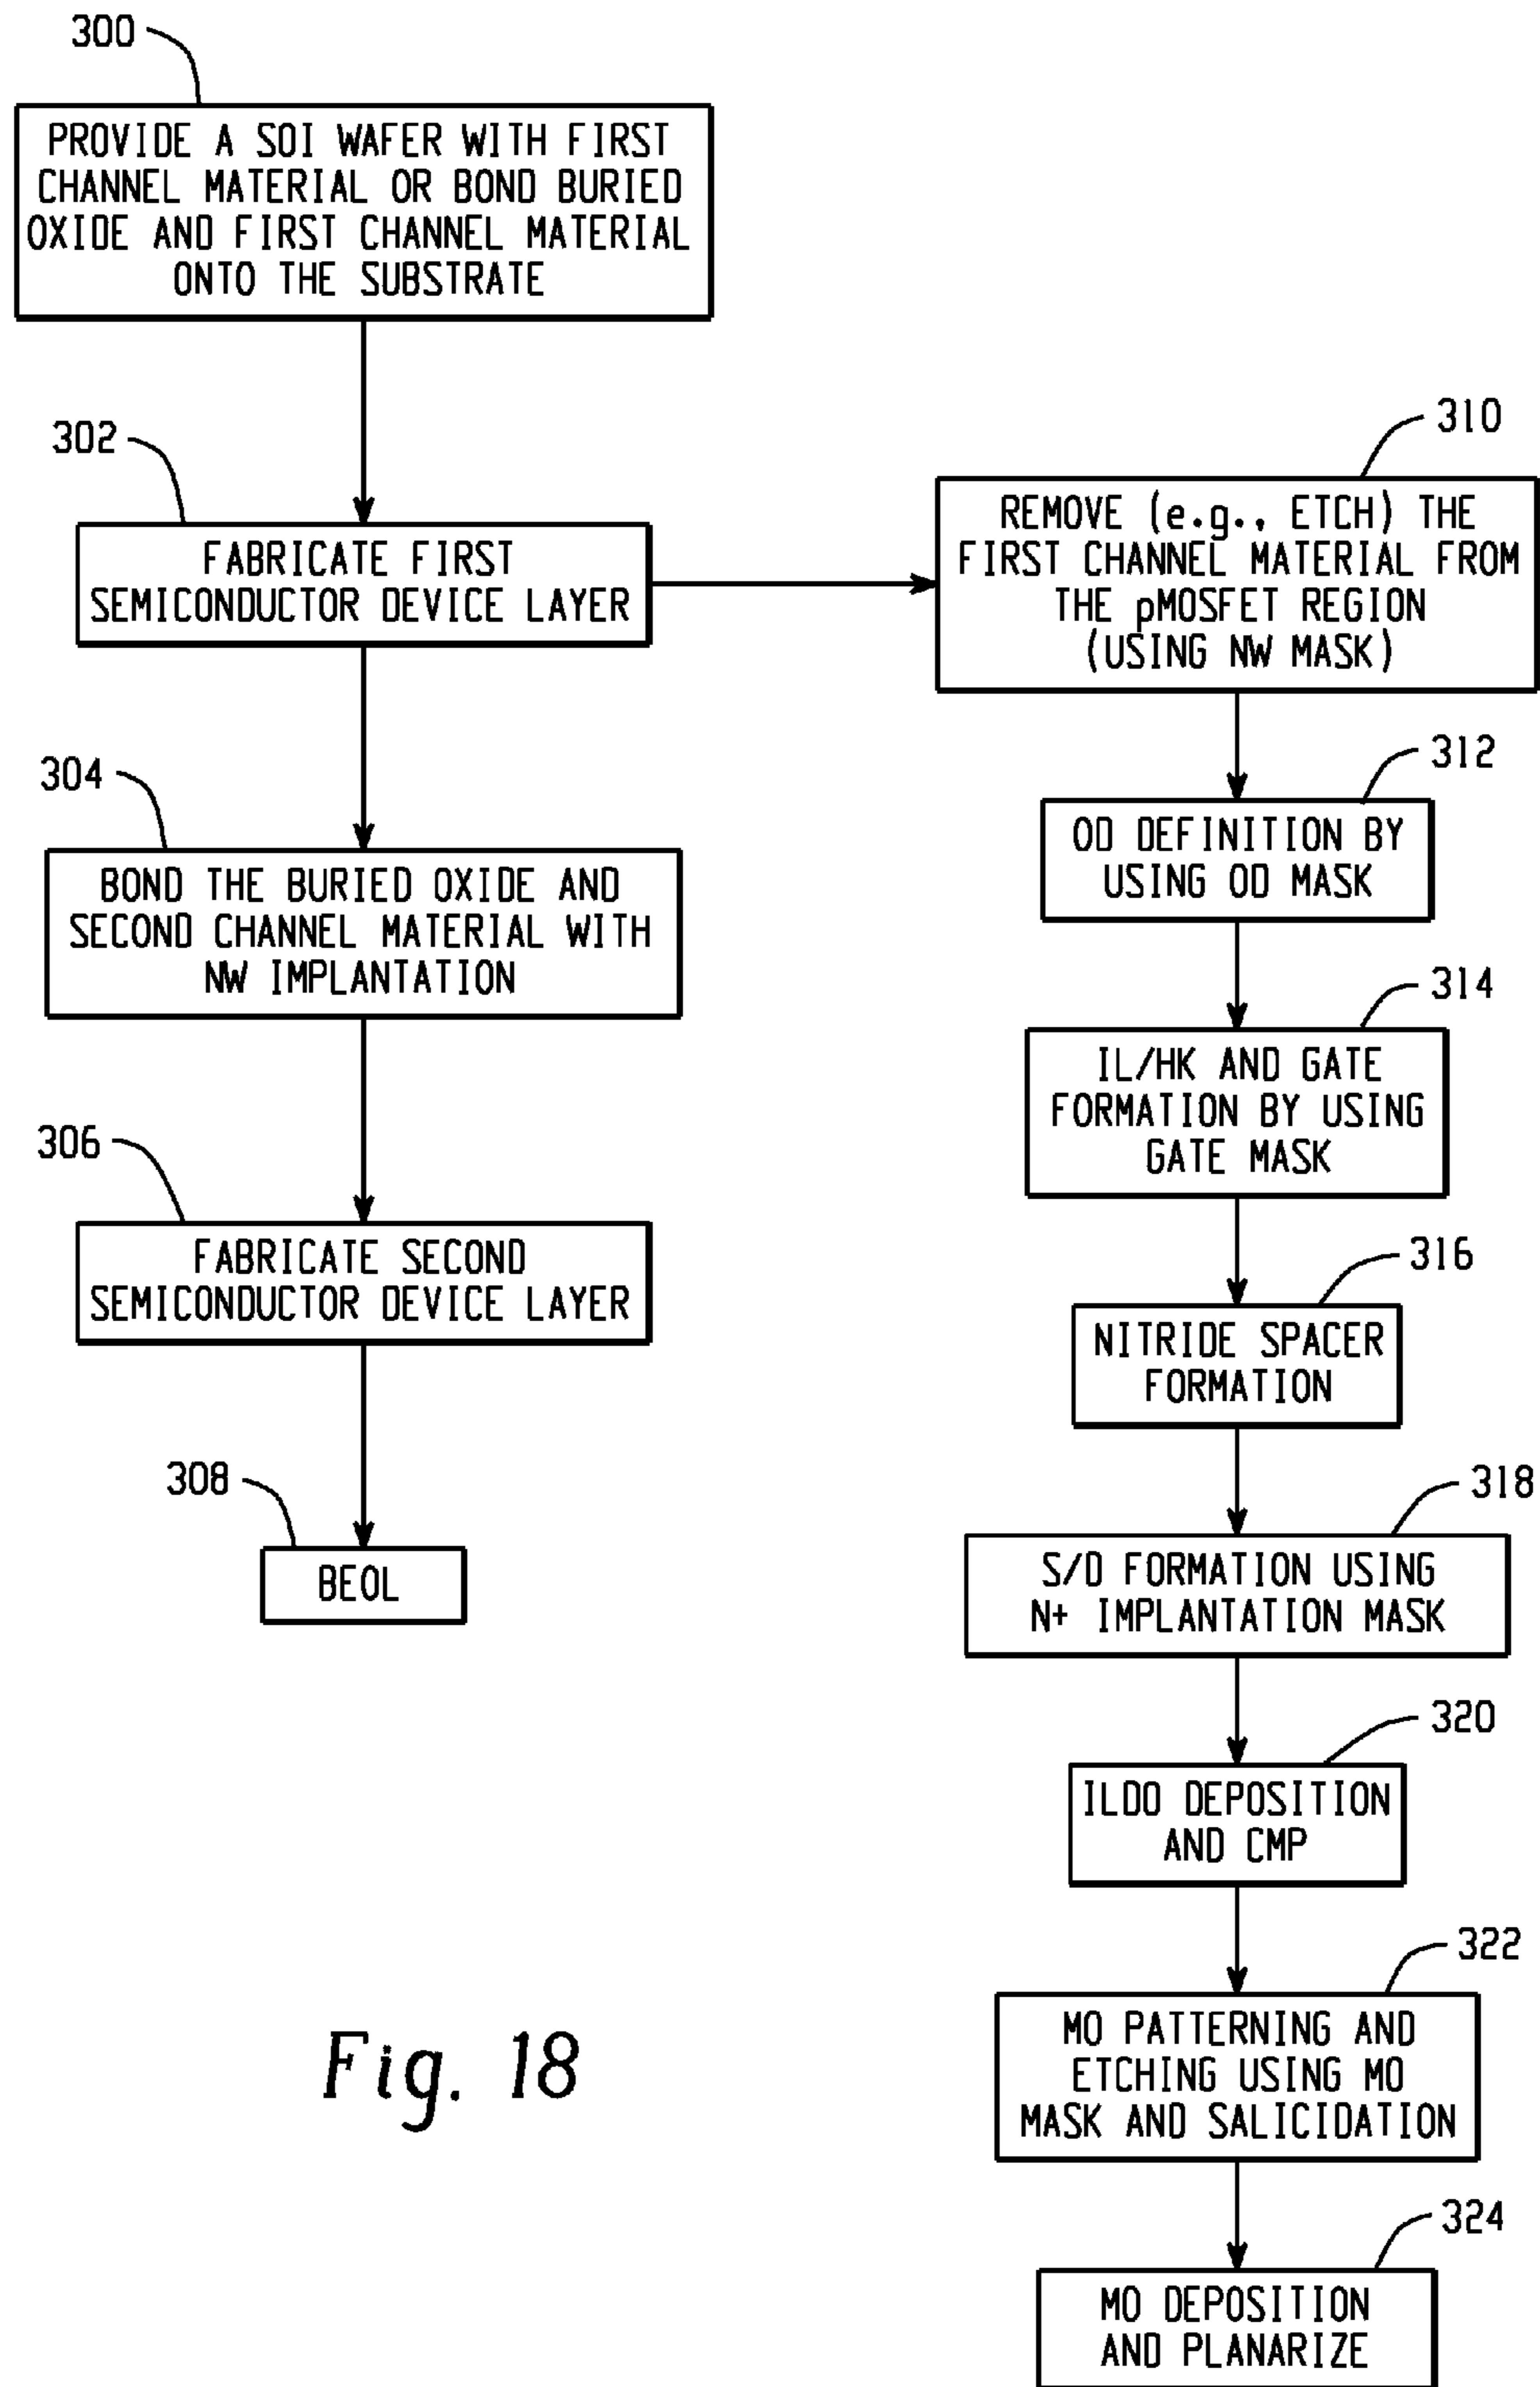 300
PROVIDE A SOI WAFER WITH FIRST
CHANNEL MATERIAL OR BOND BURIED
OXIDE AND FIRST CHANNEL MATERIAL
ONTO THE SUBSTRATE
302
FABRICATE FIRST
SEMICONDUCTOR DEVICE LAYER
304
BOND THE BURIED OXIDE AND
SECOND CHANNEL MATERIAL WITH
NW IMPLANTATION
306
FABRICATE SECOND
SEMICONDUCTOR DEVICE LAYER
308
BEOL
310
REMOVE (e.g., ETCH) THE
FIRST CHANNEL MATERIAL FROM
THE pMOSFET REGION
(USING NW MASK)
312
OD DEFINITION BY
USING OD MASK
314
IL/HK AND GATE
FORMATION BY USING
GATE MASK
316
NITRIDE SPACER
FORMATION
318
S/D FORMATION USING
N+ IMPLANTATION MASK
320
ILD0 DEPOSITION
AND CMP
322
M0 PATTERNING AND
ETCHING USING M0
MASK AND SALICIDATION
324
M0 DEPOSITION
AND PLANARIZE
Fig. 18